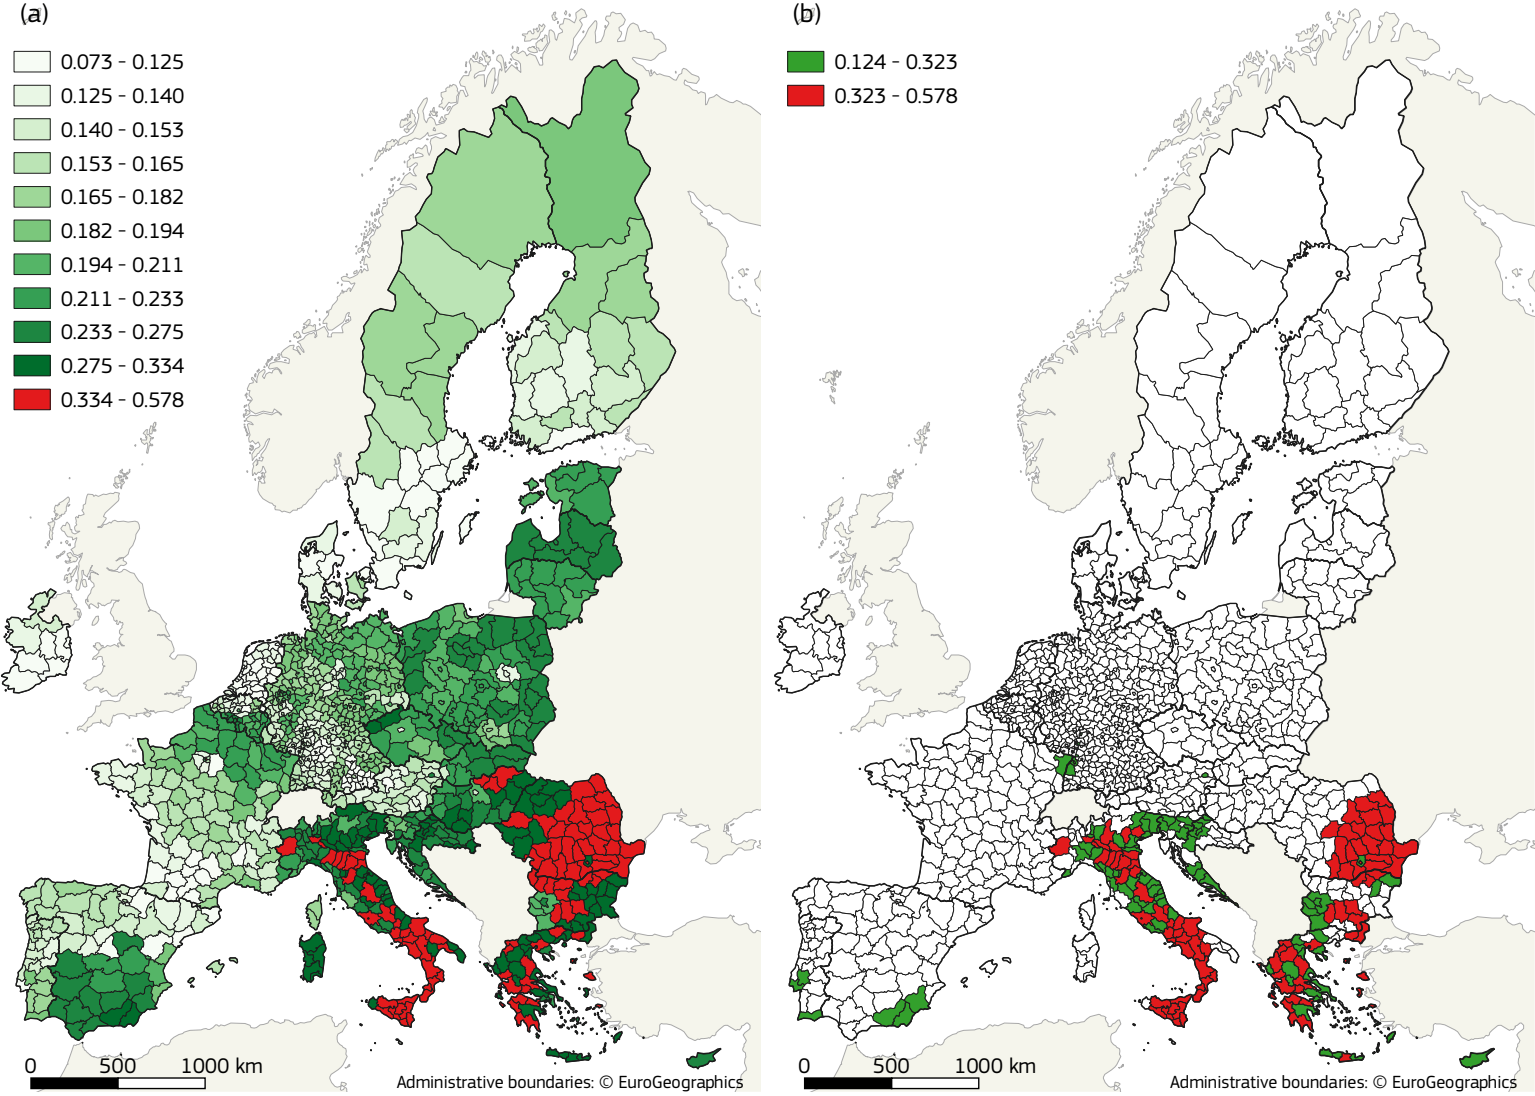 (a)
0.073 - 0.125
0.125 - 0.140
0.140 - 0.153
0.153 - 0.165
0.165 - 0.182
0.182 - 0.194
0.194 - 0.211
0.211 - 0.233
0.233 - 0.275
0.275 - 0.334
0.334 - 0.578
0 500 1000 km
Administrative boundaries: © EuroGeographics
(b)
0.124 - 0.323
0.323 - 0.578
0 500 1000 km
Administrative boundaries: © EuroGeographics